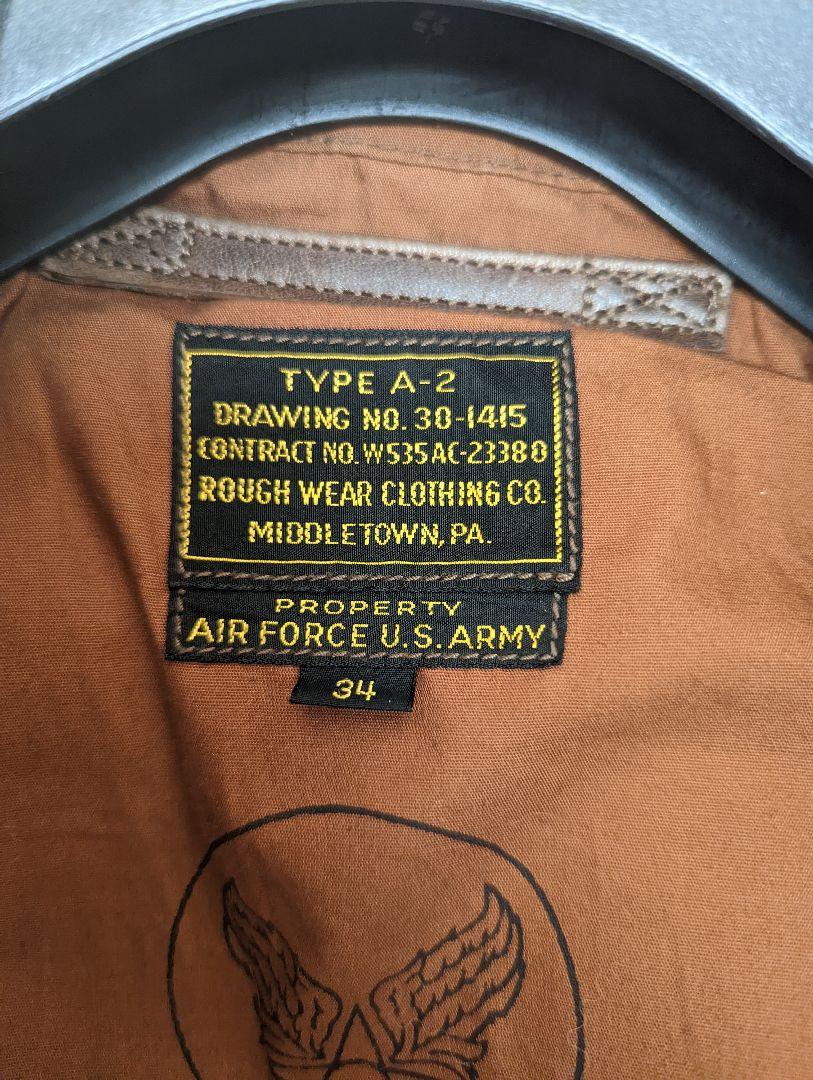 TYPE A-2
DRAWING NO. 30-1415
CONTRACT NO. W535AC-23380
ROUGH WEAR CLOTHING CO.
MIDDLETOWN, PA.
PROPERTY
AIR FORCE U.S. ARMY
34